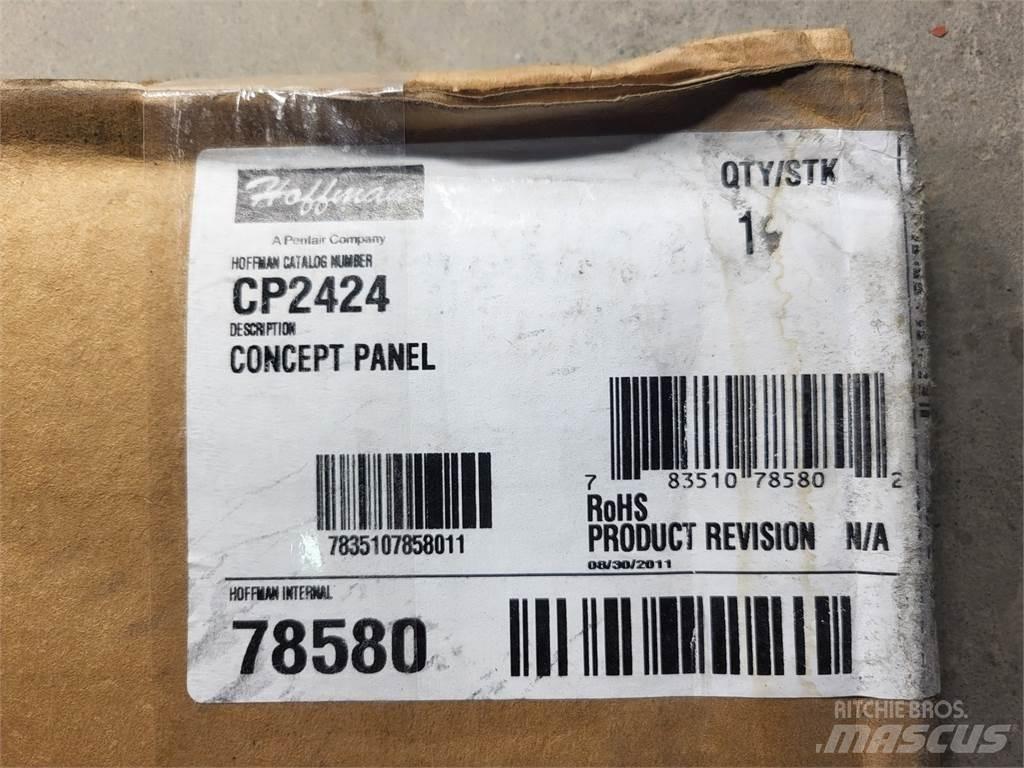 Hoffman
A Pentair Company
QTY/STK
1
HOFFMAN CATALOG NUMBER
CP2424
DESCRIPTION
CONCEPT PANEL
7 83510 78580 2
7835107858011
RoHS
PRODUCT REVISION N/A
08/30/2011
HOFFMAN INTERNAL
78580
RITCHIE BROS.
MASCUS